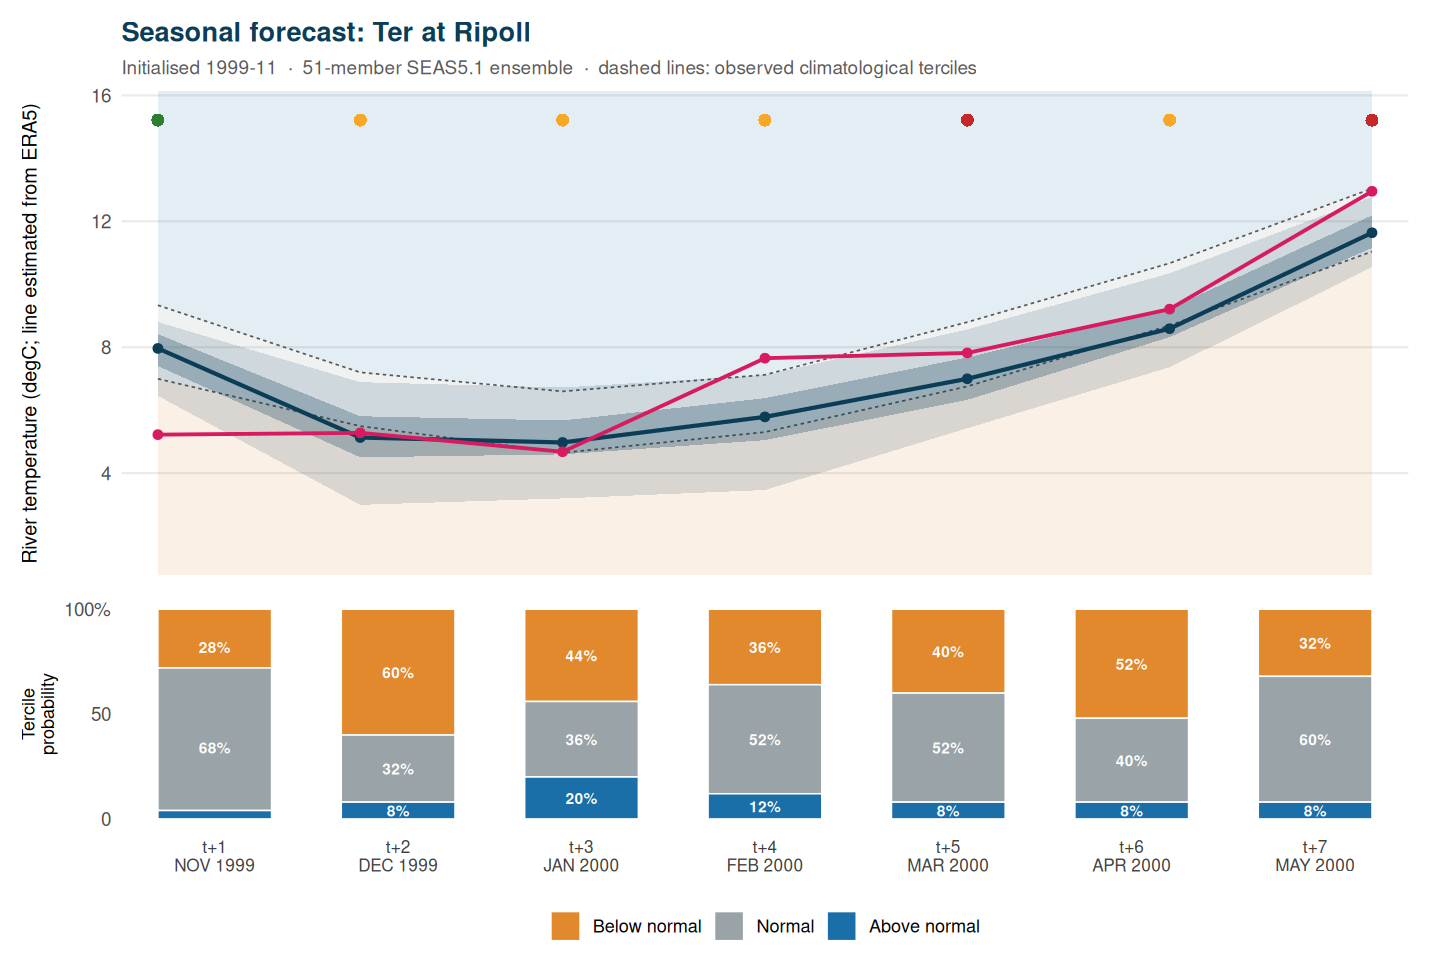 Seasonal forecast: Ter at Ripoll
Initialised 1999-11 · 51-member SEAS5.1 ensemble · dashed lines: observed climatological terciles
River temperature (degC; line estimated from ERA5)
16
12
8
4
Tercile
probability
100%
50
0
28%
68%
60%
32%
8%
44%
36%
20%
36%
52%
12%
40%
52%
8%
52%
40%
8%
32%
60%
8%
t+1
NOV 1999
t+2
DEC 1999
t+3
JAN 2000
t+4
FEB 2000
t+5
MAR 2000
t+6
APR 2000
t+7
MAY 2000
Below normal
Normal
Above normal